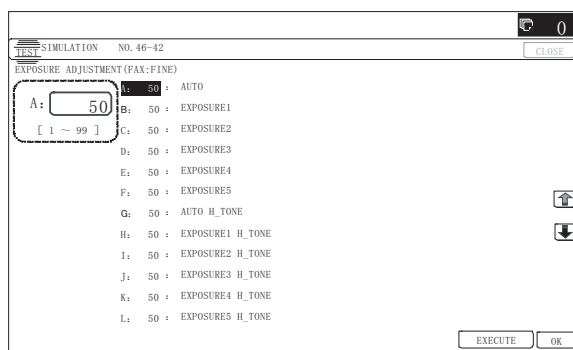 0
TEST SIMULATION NO.46-42
CLOSE
EXPOSURE ADJUSTMENT(FAX:FINE)
A: 50
[ 1 ～ 99 ]
A: 50 : AUTO
B: 50 : EXPOSURE1
C: 50 : EXPOSURE2
D: 50 : EXPOSURE3
E: 50 : EXPOSURE4
F: 50 : EXPOSURE5
G: 50 : AUTO H_TONE
H: 50 : EXPOSURE1 H_TONE
I: 50 : EXPOSURE2 H_TONE
J: 50 : EXPOSURE3 H_TONE
K: 50 : EXPOSURE4 H_TONE
L: 50 : EXPOSURE5 H_TONE
EXECUTE OK